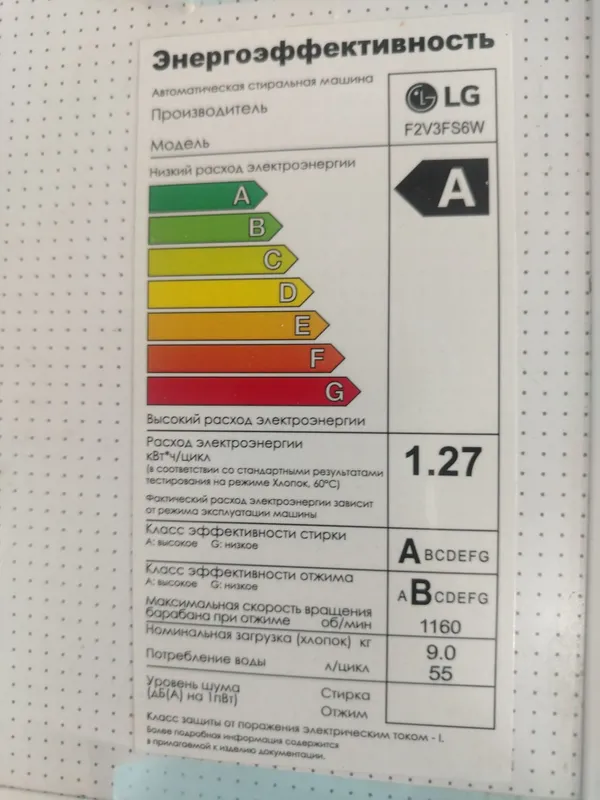 Энергоэффективность
Автоматическая стиральная машина
Производитель
LG
Модель
F2V3FS6W
Низкий расход электроэнергии
A
A
B
C
D
E
F
G
Высокий расход электроэнергии
Расход электроэнергии
кВт*ч/цикл
1.27
(в соответствии со стандартными результатами
тестирования на режиме Хлопок, 60°C)
Фактический расход электроэнергии зависит
от режима эксплуатации машины
Класс эффективности стирки
A: высокое G: низкое
ABCDEFG
Класс эффективности отжима
A: высокое G: низкое
ABCDEFG
Максимальная скорость вращения
барабана при отжиме об/мин
1160
Номинальная загрузка (хлопок) кг
9.0
Потребление воды л/цикл
55
Уровень шума
(дБ(А) на 1пВт)
Стирка
Отжим
Класс защиты от поражения электрическим током - I.
Более подробная информация содержится
в прилагаемой к изделию документации.